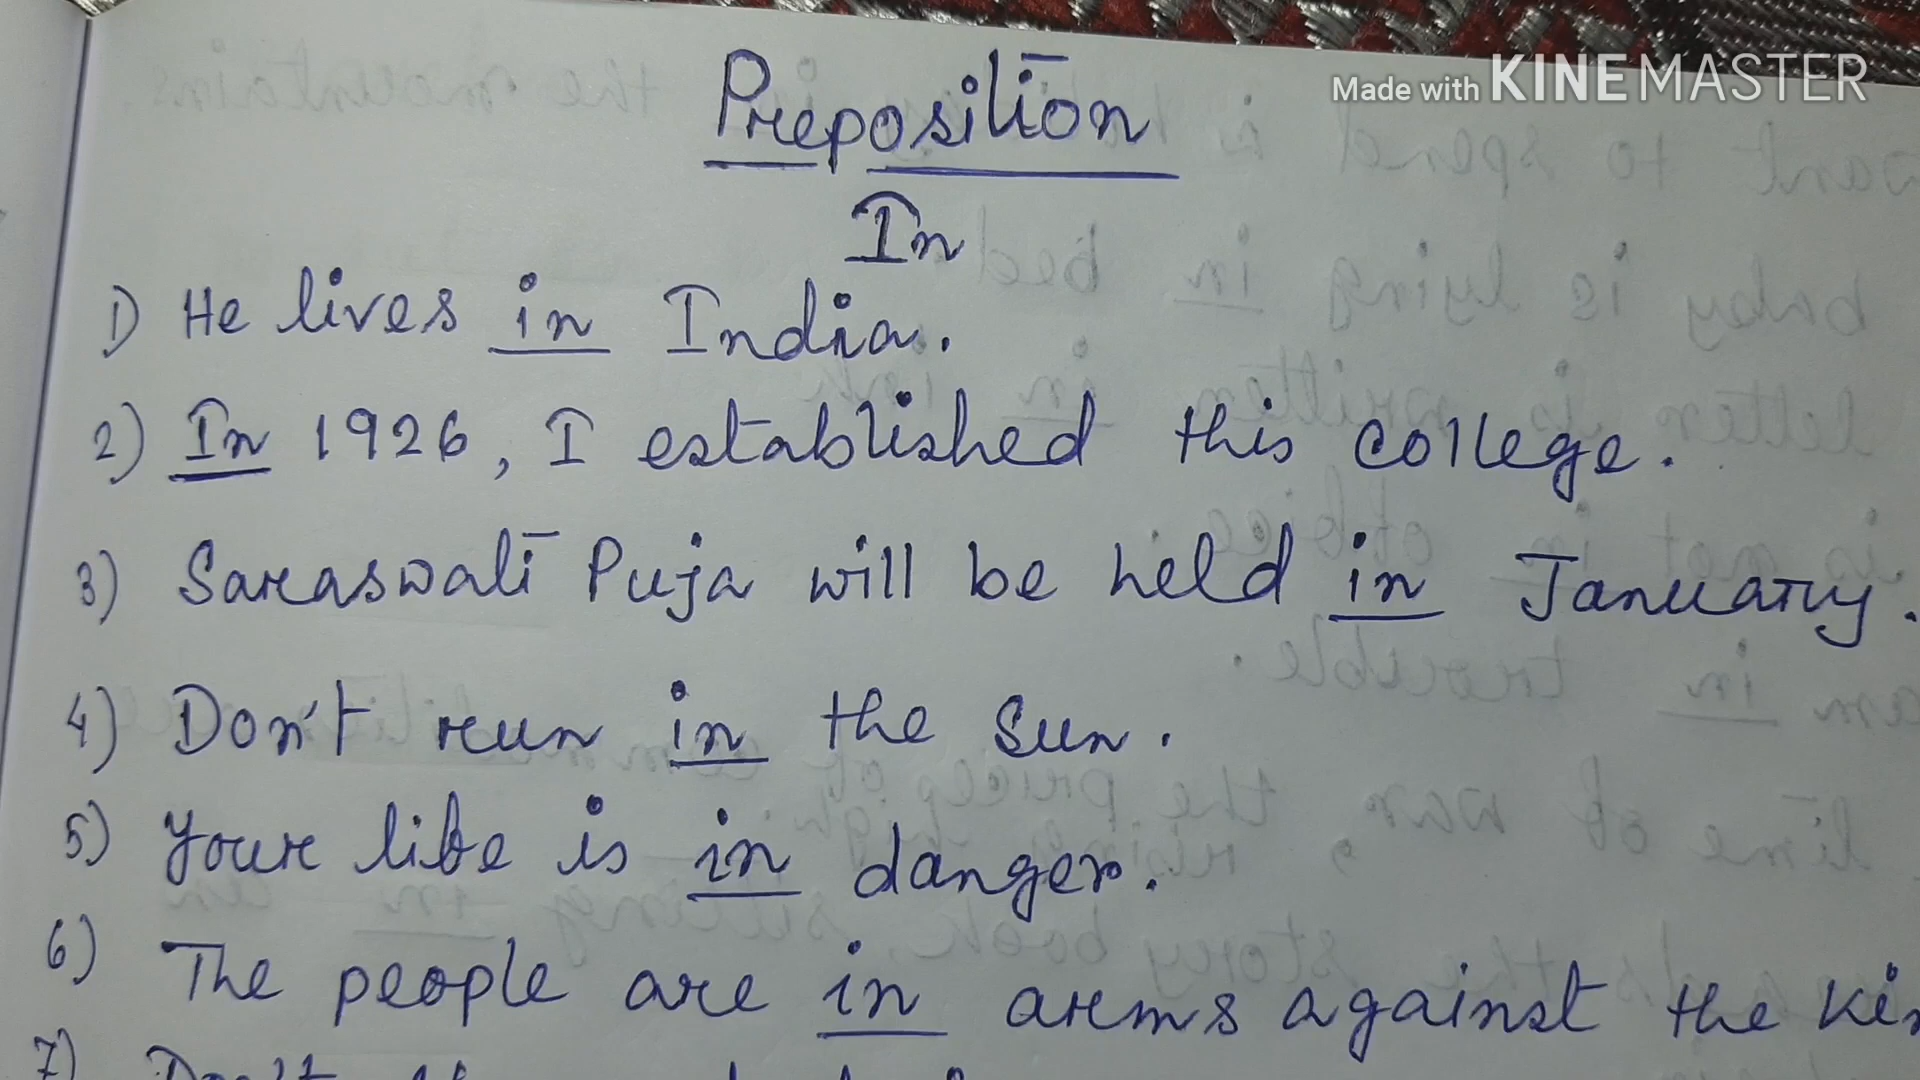 Made with KINEMASTER
Preposition
In
1) He lives in India.
2) In 1926, I established this college.
3) Saraswati Puja will be held in January.
4) Don't run in the Sun.
5) Your life is in danger.
6) The people are in arms against the
7) Don't